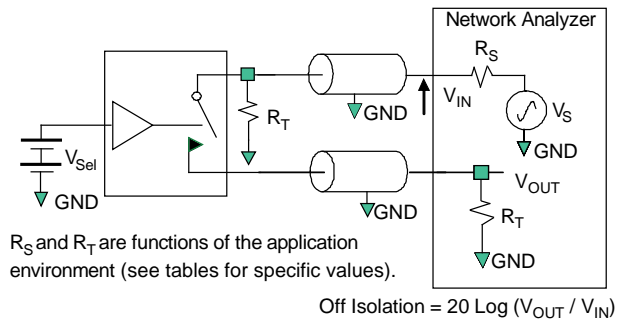 Network Analyzer
R_S
V_IN
GND
V_S
GND
R_T
V_Sel
GND
GND
V_OUT
R_T
GND
R_S and R_T are functions of the application
environment (see tables for specific values).
Off Isolation = 20 Log (V_OUT / V_IN)